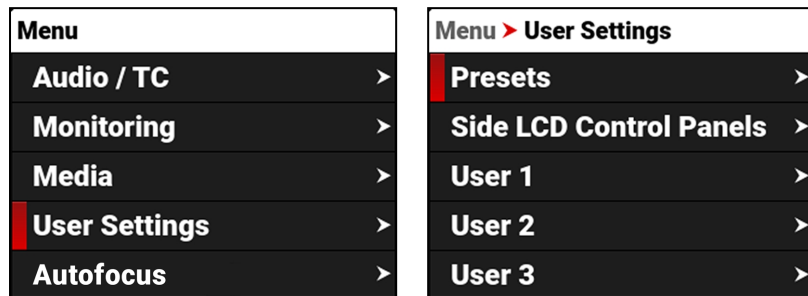 Menu
Audio / TC
Monitoring
Media
User Settings
Autofocus
Menu > User Settings
Presets
Side LCD Control Panels
User 1
User 2
User 3